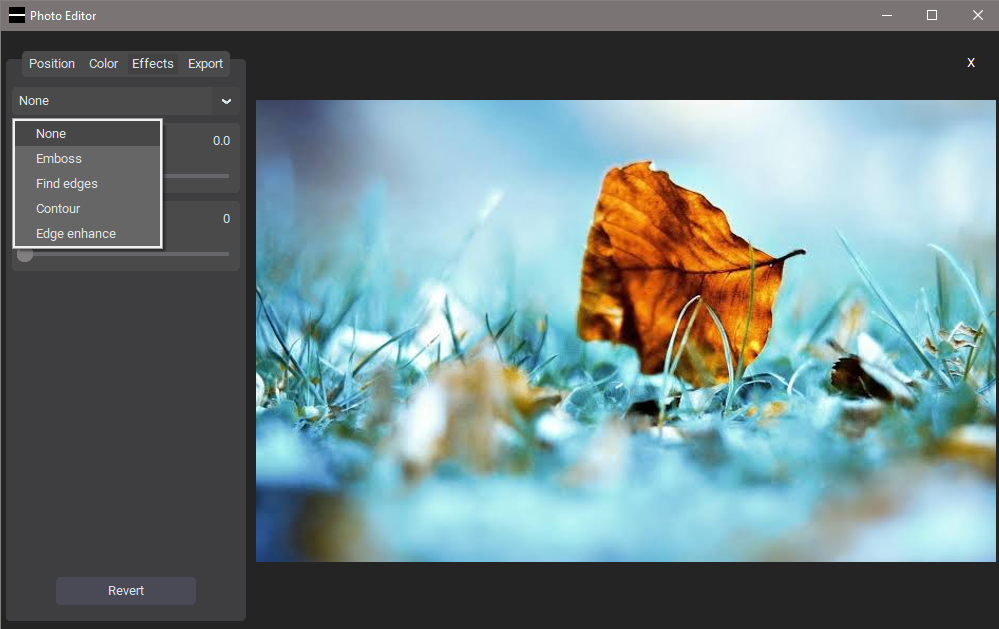 Photo Editor
Position Color Effects Export
X
None
None
0.0
Emboss
Find edges
Contour
0
Edge enhance
Revert